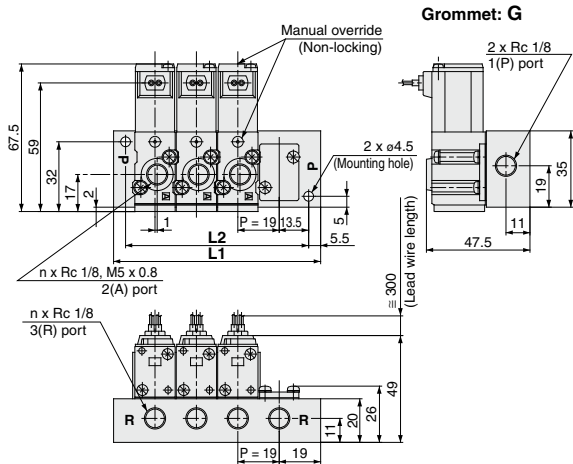 Grommet: G
Manual override
(Non-locking)
2 x Rc 1/8
1(P) port
67.5
59
32
17
2
P
P
2 x ø4.5
(Mounting hole)
1
P = 19
13.5
5
5.5
L2
L1
n x Rc 1/8, M5 x 0.8
2(A) port
35
19
11
47.5
n x Rc 1/8
3(R) port
≅ 300
(Lead wire length)
R
R
49
26
20
11
P = 19
19